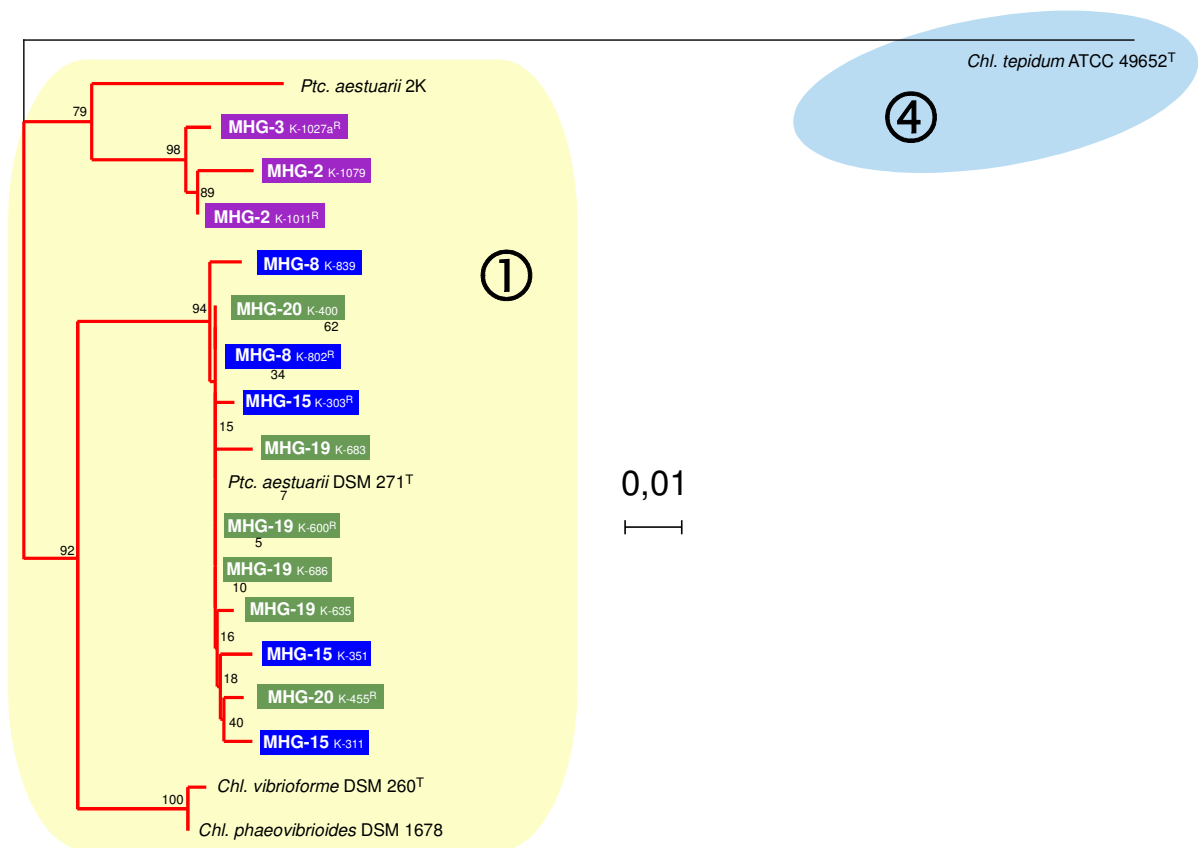 Chl. tepidum ATCC 49652ᵀ
Ptc. aestuarii 2K
79
④
MHG-3 K-1027aᴿ
98
MHG-2 K-1079
89
MHG-2 K-1011ᴿ
MHG-8 K-839
①
94
MHG-20 K-400
62
MHG-8 K-802ᴿ
34
MHG-15 K-303ᴿ
15
MHG-19 K-683
Ptc. aestuarii DSM 271ᵀ
7
0,01
MHG-19 K-600ᴿ
5
92
MHG-19 K-686
10
MHG-19 K-635
16
MHG-15 K-351
18
MHG-20 K-455ᴿ
40
MHG-15 K-311
Chl. vibrioforme DSM 260ᵀ
100
Chl. phaeovibrioides DSM 1678